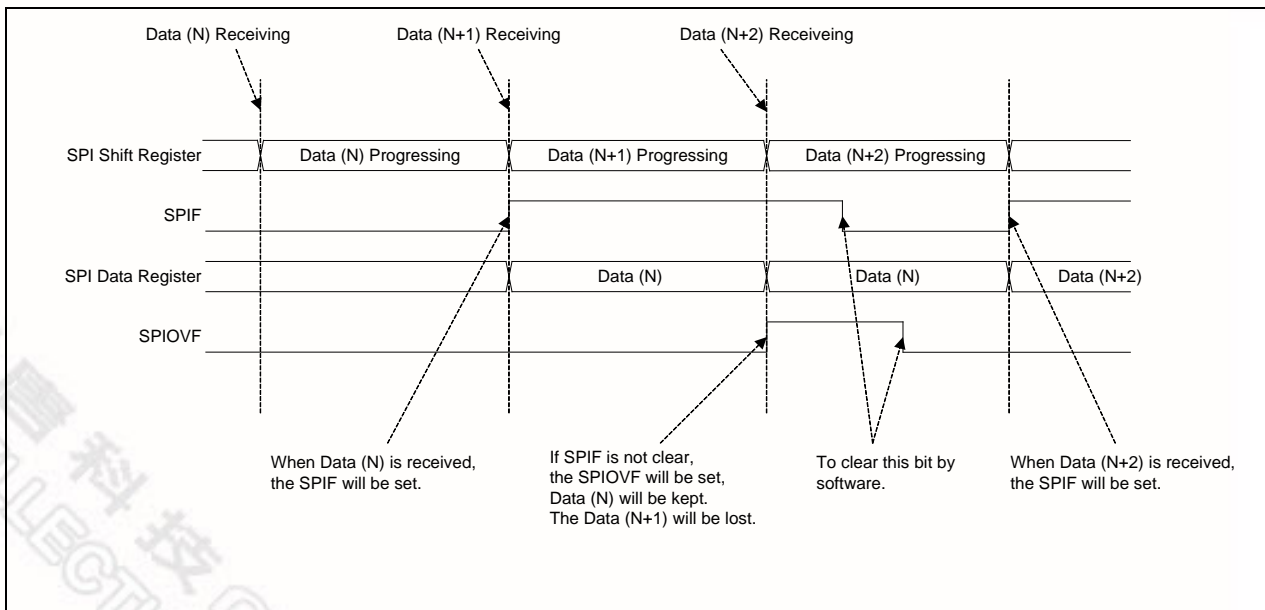 Data (N) Receiving
Data (N+1) Receiving
Data (N+2) Receiveing
SPI Shift Register
Data (N) Progressing
Data (N+1) Progressing
Data (N+2) Progressing
SPIF
SPI Data Register
Data (N)
Data (N)
Data (N+2)
SPIOVF
When Data (N) is received,
the SPIF will be set.
If SPIF is not clear,
the SPIOVF will be set,
Data (N) will be kept.
The Data (N+1) will be lost.
To clear this bit by
software.
When Data (N+2) is received,
the SPIF will be set.
科技